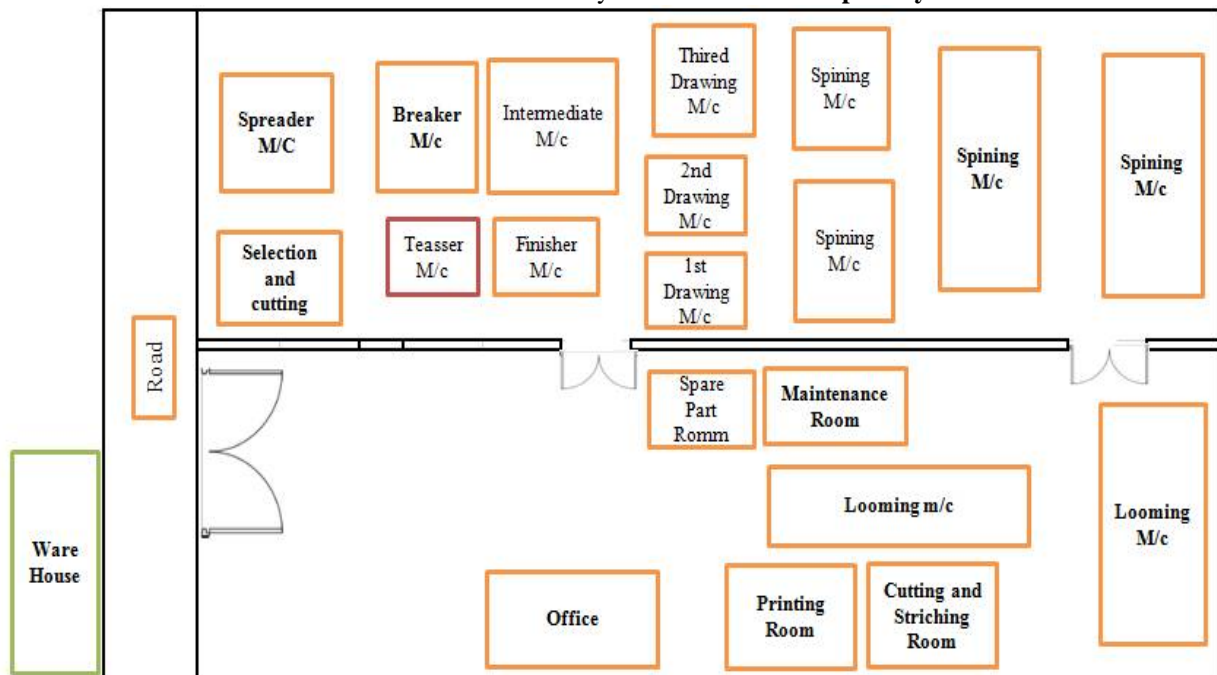 Spreader
M/C
Breaker
M/c
Intermediate
M/c
Thired
Drawing
M/c
Spining
M/c
Spining
M/c
Spining
M/c
2nd
Drawing
M/c
Selection
and
cutting
Teasser
M/c
Finisher
M/c
1st
Drawing
M/c
Spining
M/c
Road
Spare
Part
Romm
Maintenance
Room
Looming m/c
Looming
M/c
Ware
House
Office
Printing
Room
Cutting and
Striching
Room